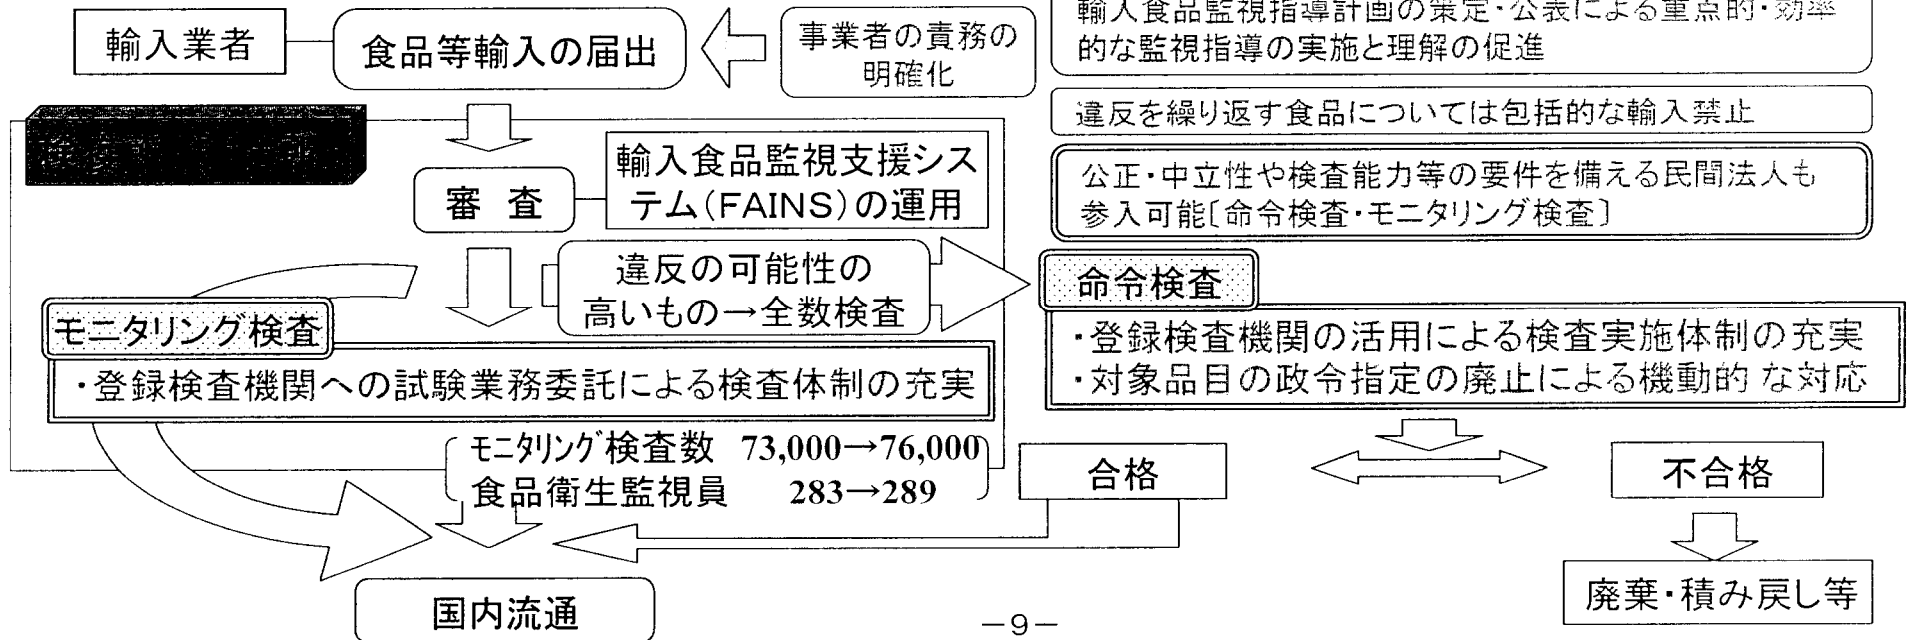 輸入業者
食品等輸入の届出
事業者の責務の
明確化
輸入食品監視指導計画の策定・公表による重点的・効率
的な監視指導の実施と理解の促進
違反を繰り返す食品については包括的な輸入禁止
公正・中立性や検査能力等の要件を備える民間法人も
参入可能〔命令検査・モニタリング検査〕
審 査
輸入食品監視支援シス
テム(FAINS)の運用
違反の可能性の
高いもの→全数検査
命令検査
・登録検査機関の活用による検査実施体制の充実
・対象品目の政令指定の廃止による機動的 な対応
モニタリング検査
・登録検査機関への試験業務委託による検査体制の充実
モニタリング検査数 73,000→76,000
食品衛生監視員 283→289
合格
不合格
国内流通
廃棄・積み戻し等
－9－